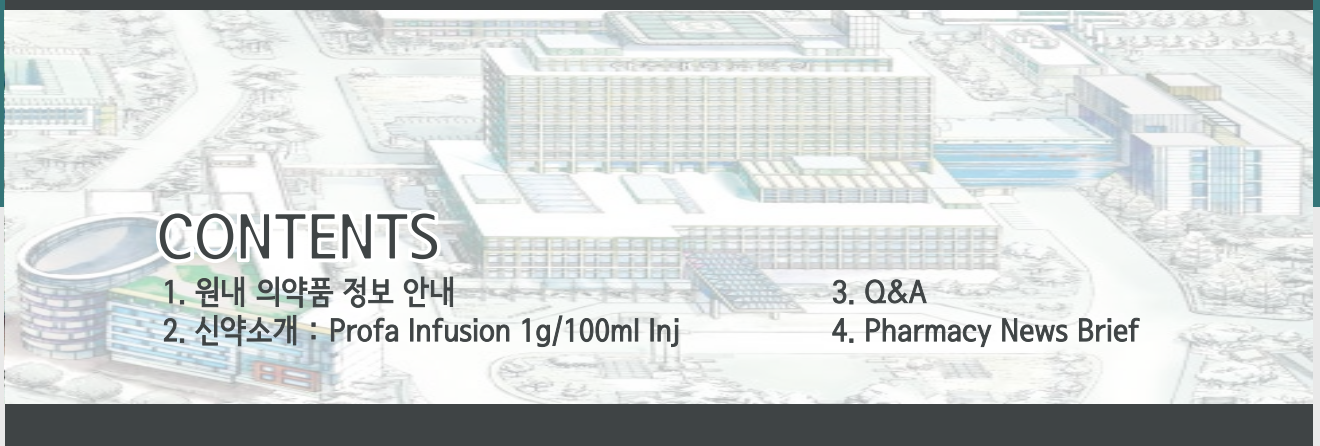 CONTENTS
1. 원내 의약품 정보 안내
2. 신약소개 : Profa Infusion 1g/100ml Inj
3. Q&A
4. Pharmacy News Brief